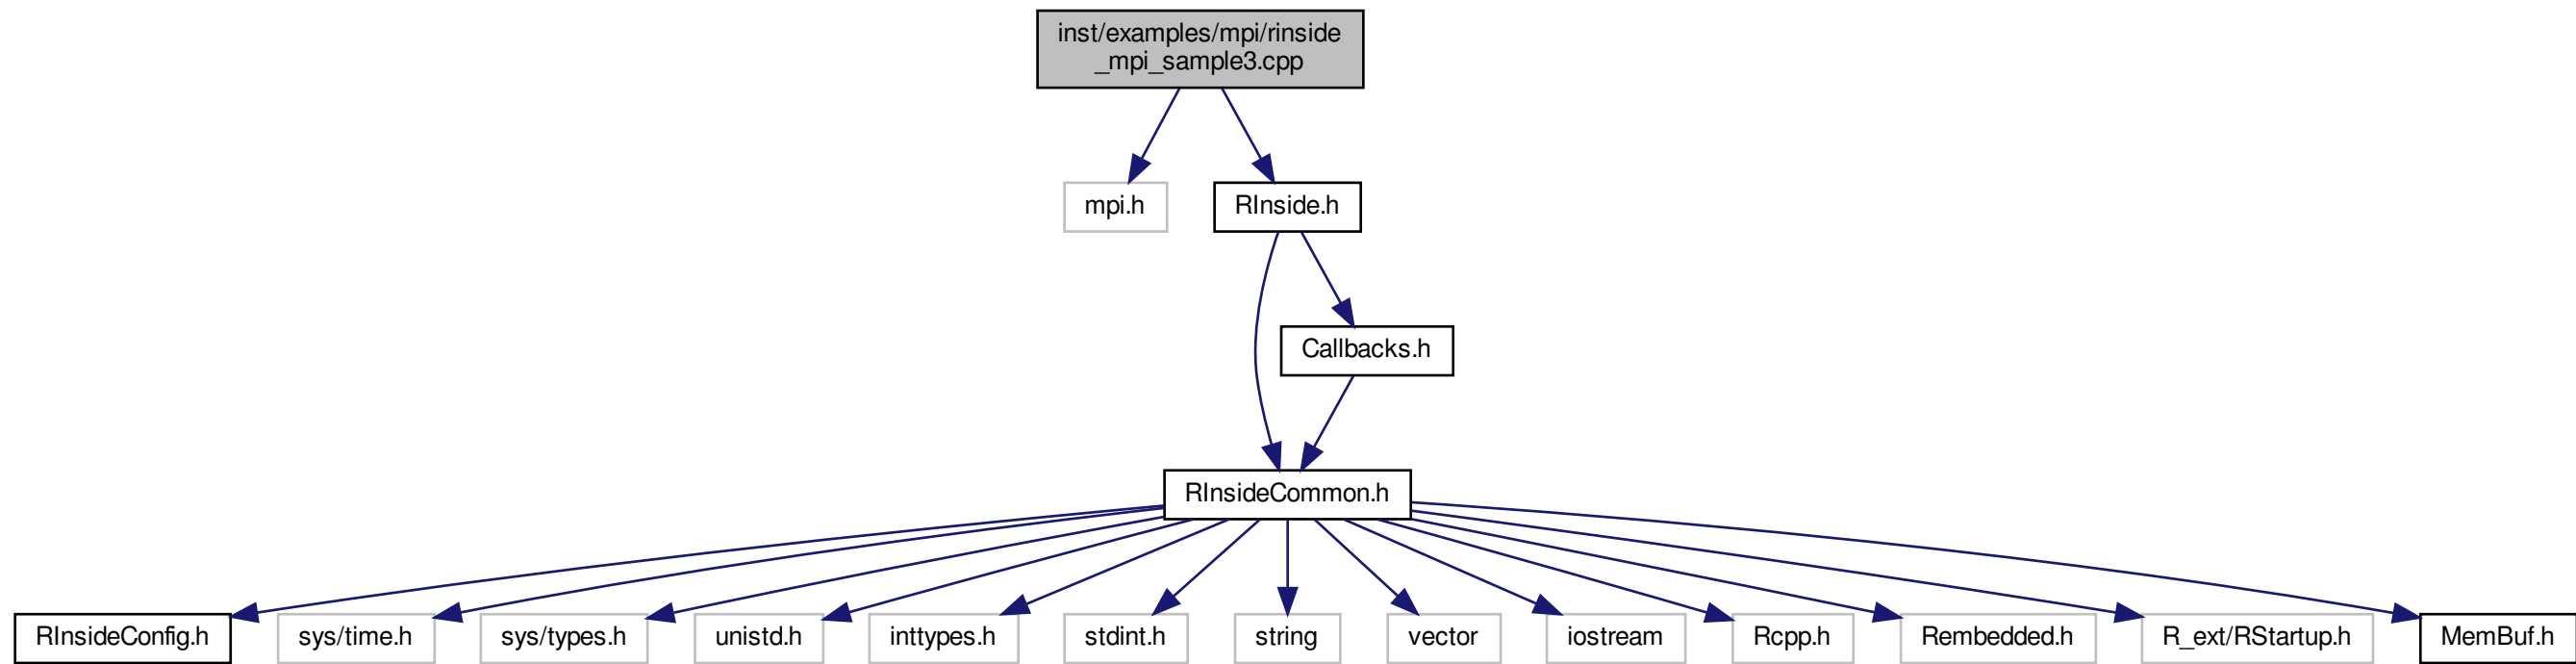 inst/examples/mpi/rinside
_mpi_sample3.cpp
mpi.h
RInside.h
Callbacks.h
RInsideCommon.h
RInsideConfig.h
sys/time.h
sys/types.h
unistd.h
inttypes.h
stdint.h
string
vector
iostream
Rcpp.h
Rembedded.h
R_ext/RStartup.h
MemBuf.h